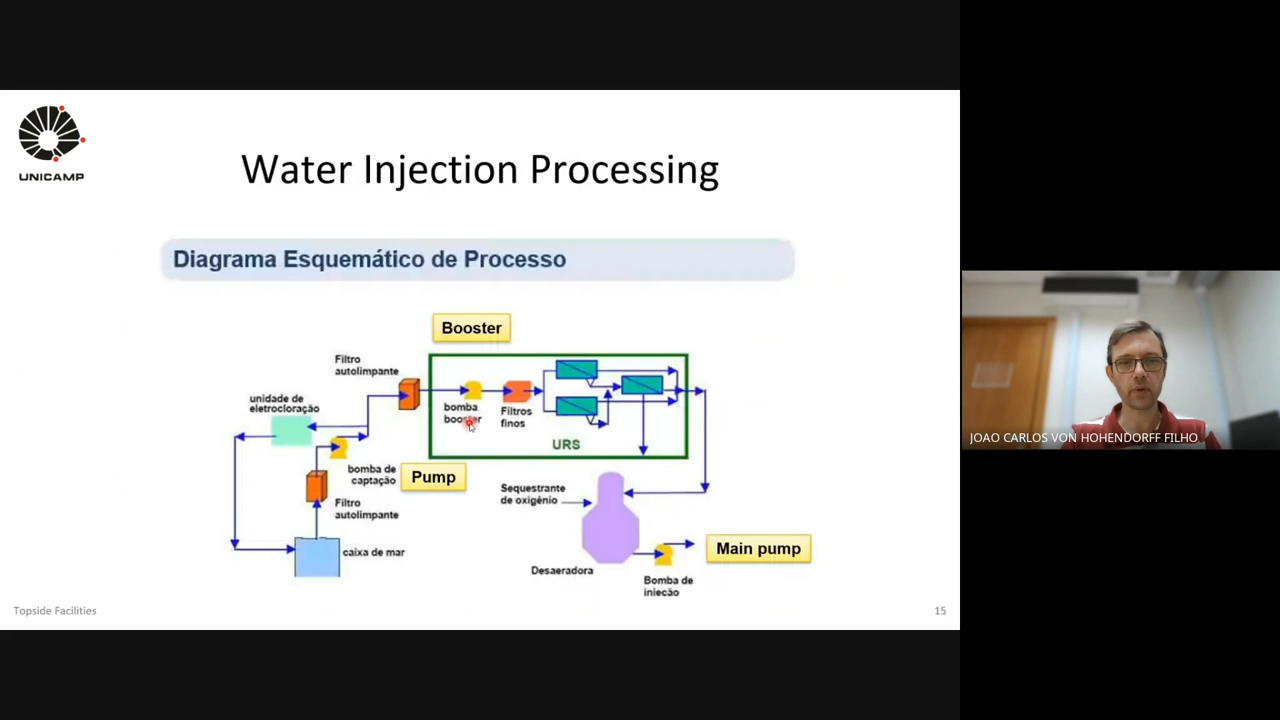 UNICAMP
Water Injection Processing
Diagrama Esquemático de Processo
Booster
Filtro
autolimpante
unidade de
eletrocloração
bomba
booster
Filtros
finos
URS
bomba de
captação
Pump
Filtro
autolimpante
Sequestrante
de oxigênio
caixa de mar
Desaeradora
Main pump
Bomba de
inieção
JOAO CARLOS VON HOHENDORFF FILHO
Topside Facilities
15